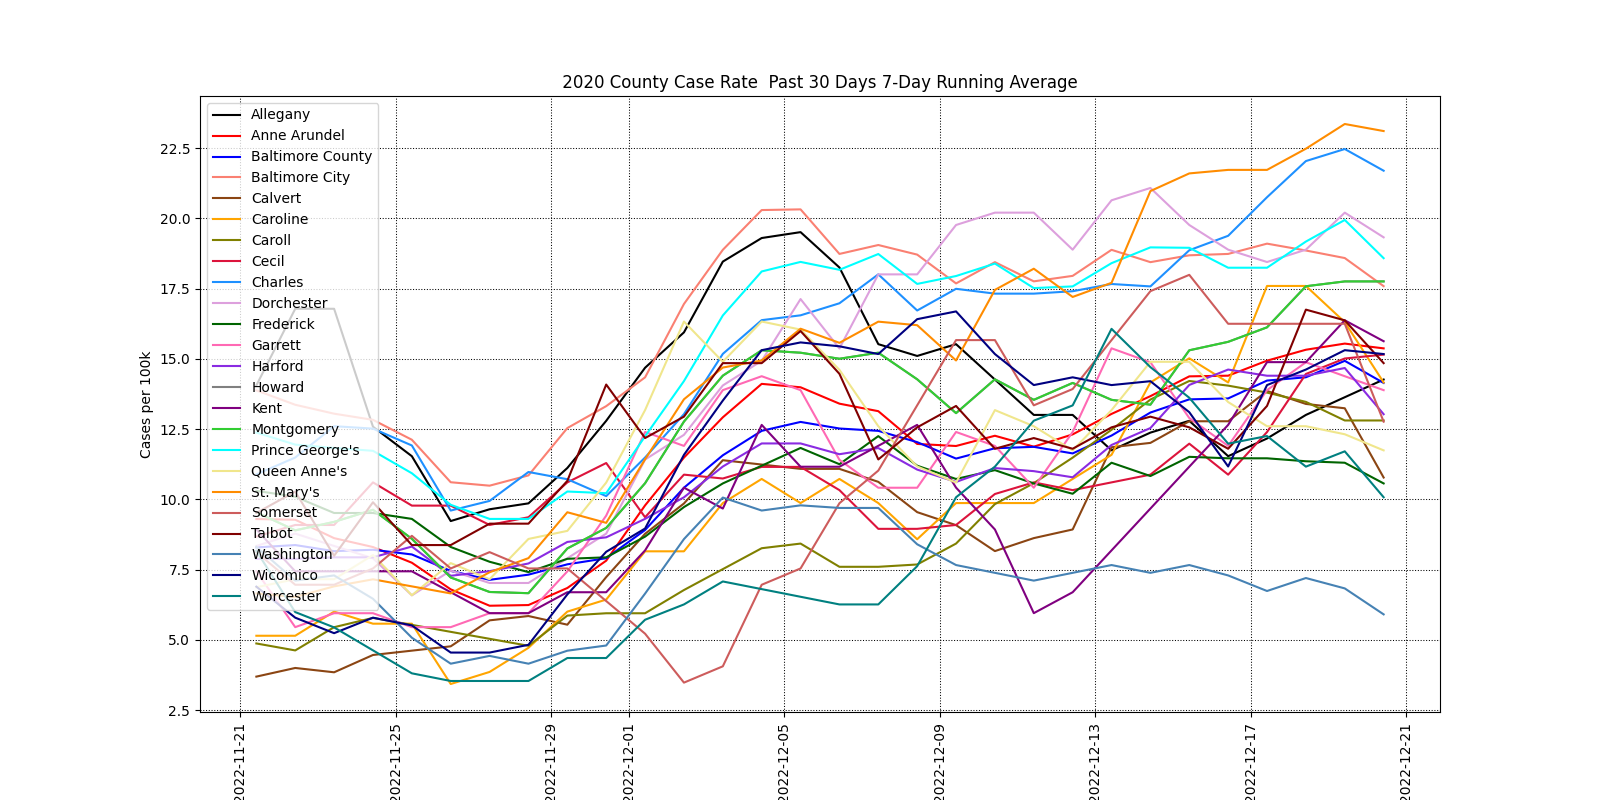 2020 County Case Rate  Past 30 Days 7-Day Running Average
Cases per 100k
22.5
20.0
17.5
15.0
12.5
10.0
7.5
5.0
2.5
Allegany
Anne Arundel
Baltimore County
Baltimore City
Calvert
Caroline
Caroll
Cecil
Charles
Dorchester
Frederick
Garrett
Harford
Howard
Kent
Montgomery
Prince George's
Queen Anne's
St. Mary's
Somerset
Talbot
Washington
Wicomico
Worcester
2022-11-21
2022-11-25
2022-11-29
2022-12-01
2022-12-05
2022-12-09
2022-12-13
2022-12-17
2022-12-21